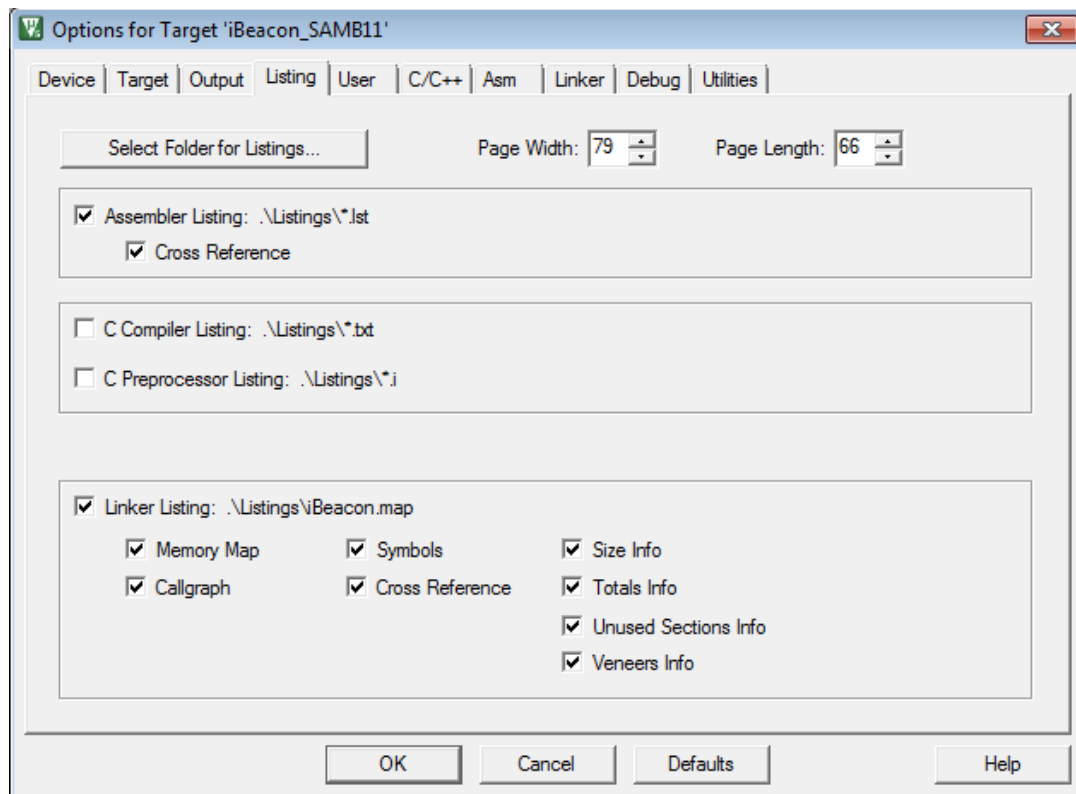 Options for Target 'iBeacon_SAMB11'
Device Target Output Listing User C/C++ Asm Linker Debug Utilities
Select Folder for Listings... Page Width: 79 Page Length: 66
Assembler Listing: .\Listings\*.lst
Cross Reference
C Compiler Listing: .\Listings\*.txt
C Preprocessor Listing: .\Listings\*.i
Linker Listing: .\Listings\iBeacon.map
Memory Map Symbols Size Info
Callgraph Cross Reference Totals Info
Unused Sections Info
Veneers Info
OK Cancel Defaults Help